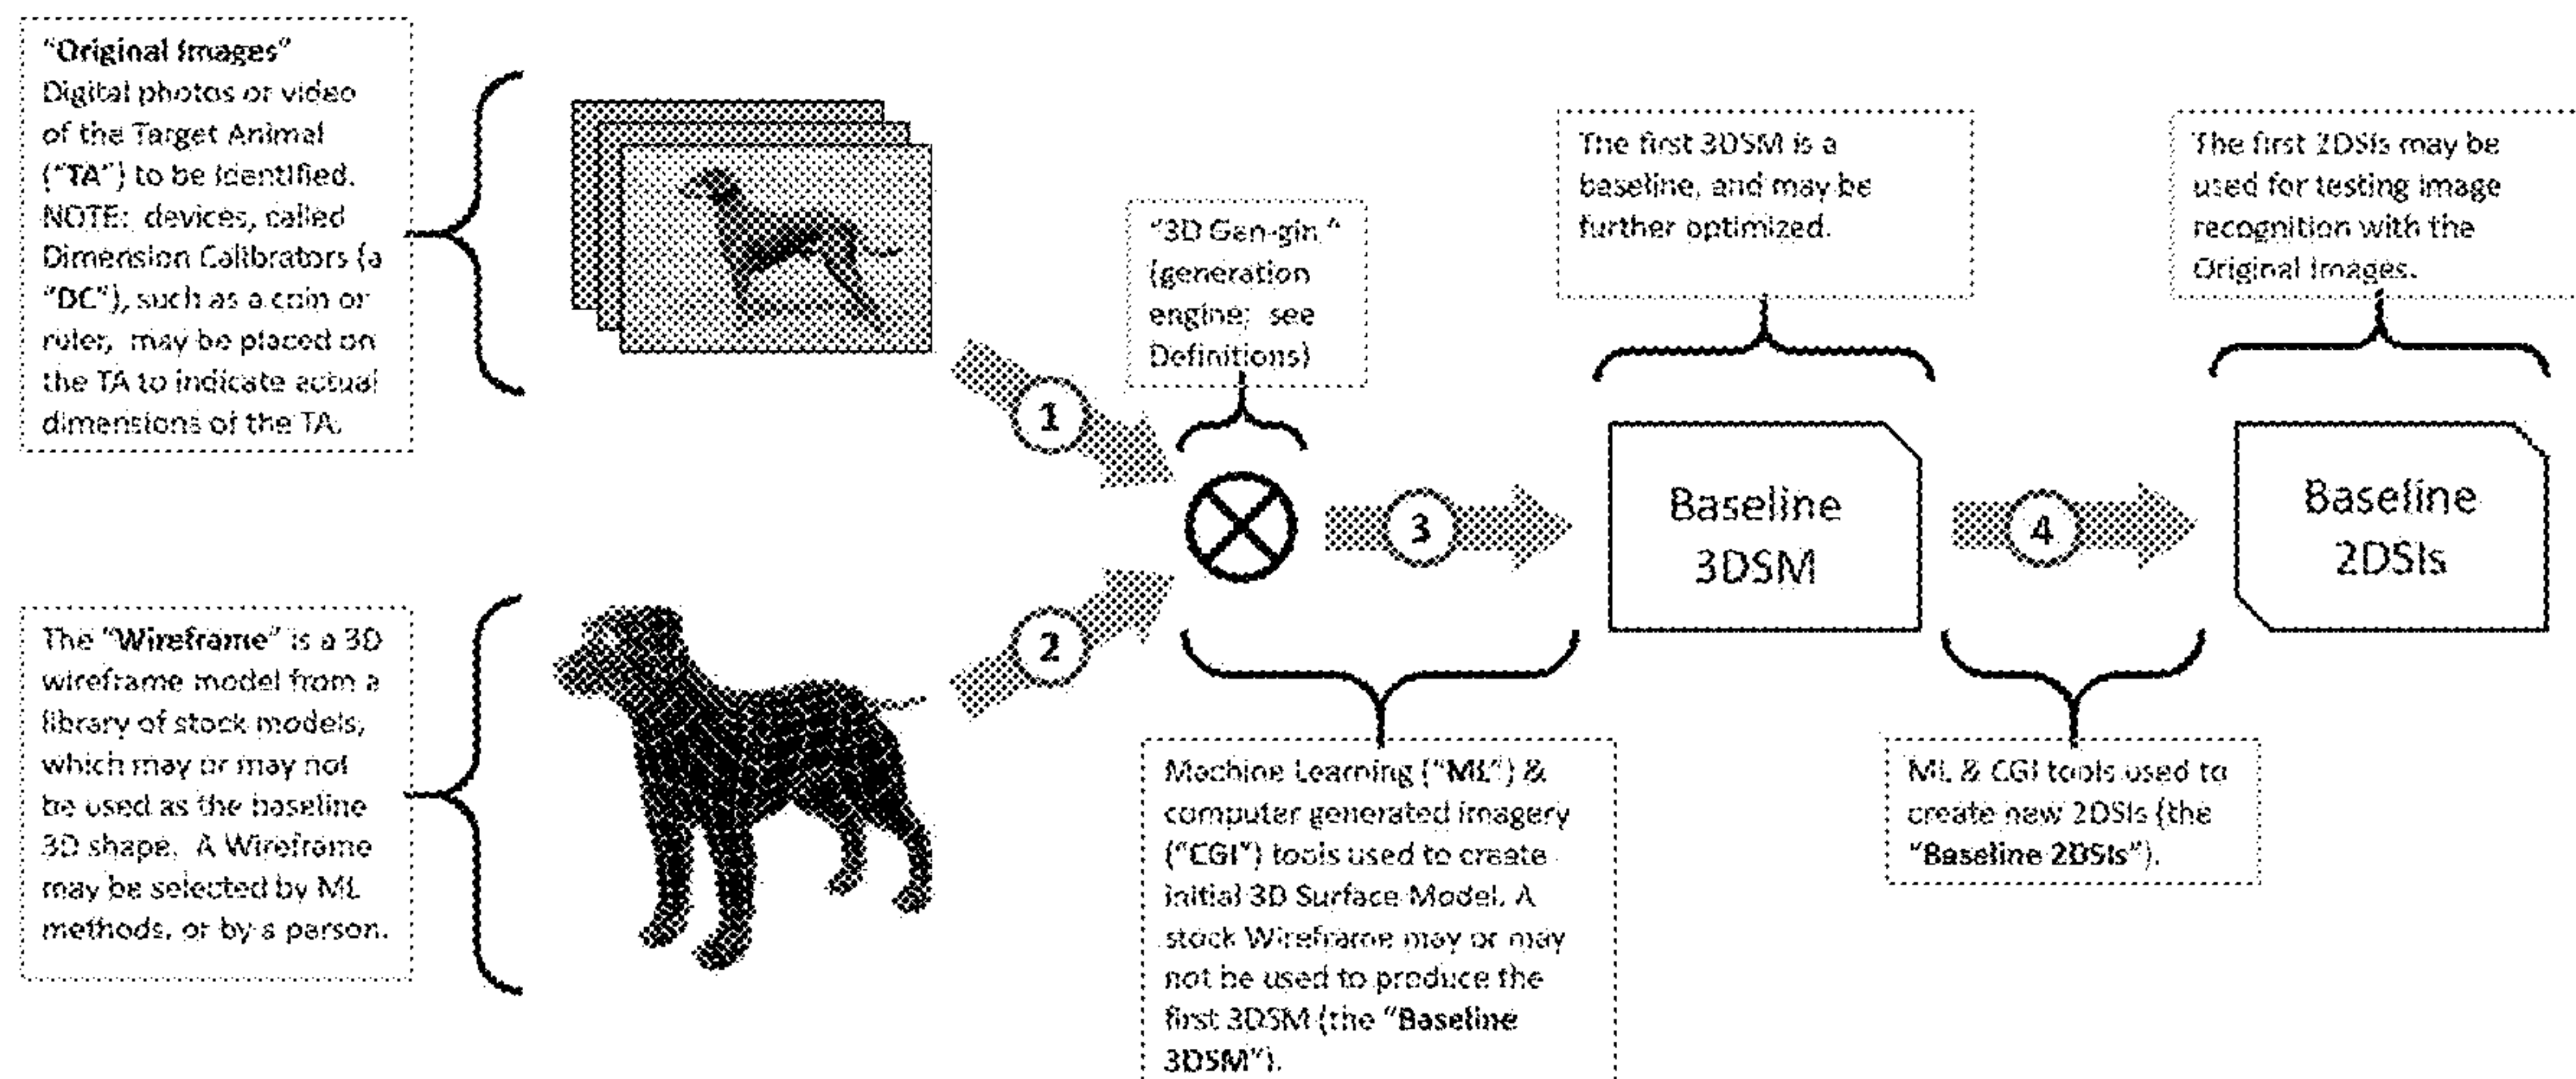 "Original Images"
Digital photos or video
of the Target Animal
("TA") to be identified.
NOTE: devices, called
Dimension Calibrators (a
"DC"), such as a coin or
ruler, may be placed on
the TA to indicate actual
dimensions of the TA.
The "Wireframe" is a 3D
wireframe model from a
library of stock models,
which may or may not
be used as the baseline
3D shape. A Wireframe
may be selected by ML
methods, or by a person.
1
2
"3D Gen-gin"
(generation
engine; see
Definitions)
3
Machine Learning ("ML") &
computer generated imagery
("CGI") tools used to create
initial 3D Surface Model. A
stock Wireframe may or may
not be used to produce the
first 3DSM (the "Baseline
3DSM").
The first 3DSM is a
baseline, and may be
further optimized.
Baseline
3DSM
4
ML & CGI tools used to
create new 2DSIs (the
"Baseline 2DSIs").
The first 2DSIs may be
used for testing image
recognition with the
Original Images.
Baseline
2DSIs